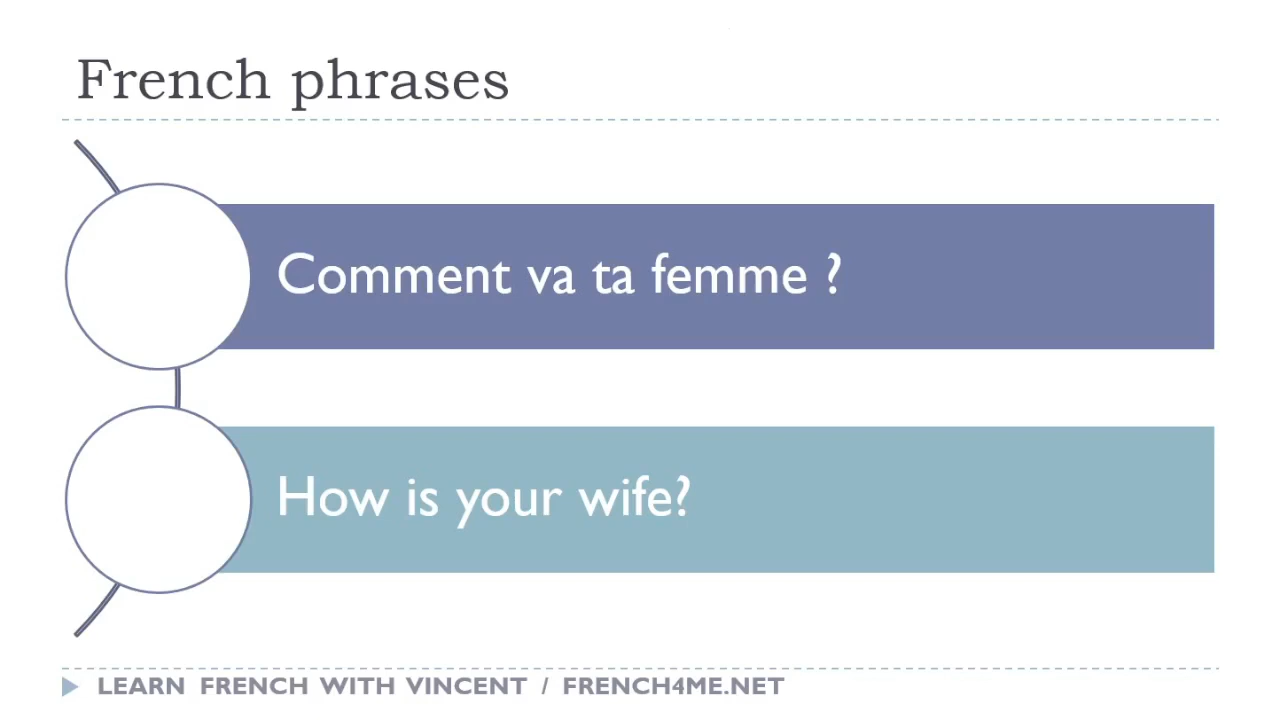 French phrases
Comment va ta femme ?
How is your wife?
LEARN FRENCH WITH VINCENT / FRENCH4ME.NET